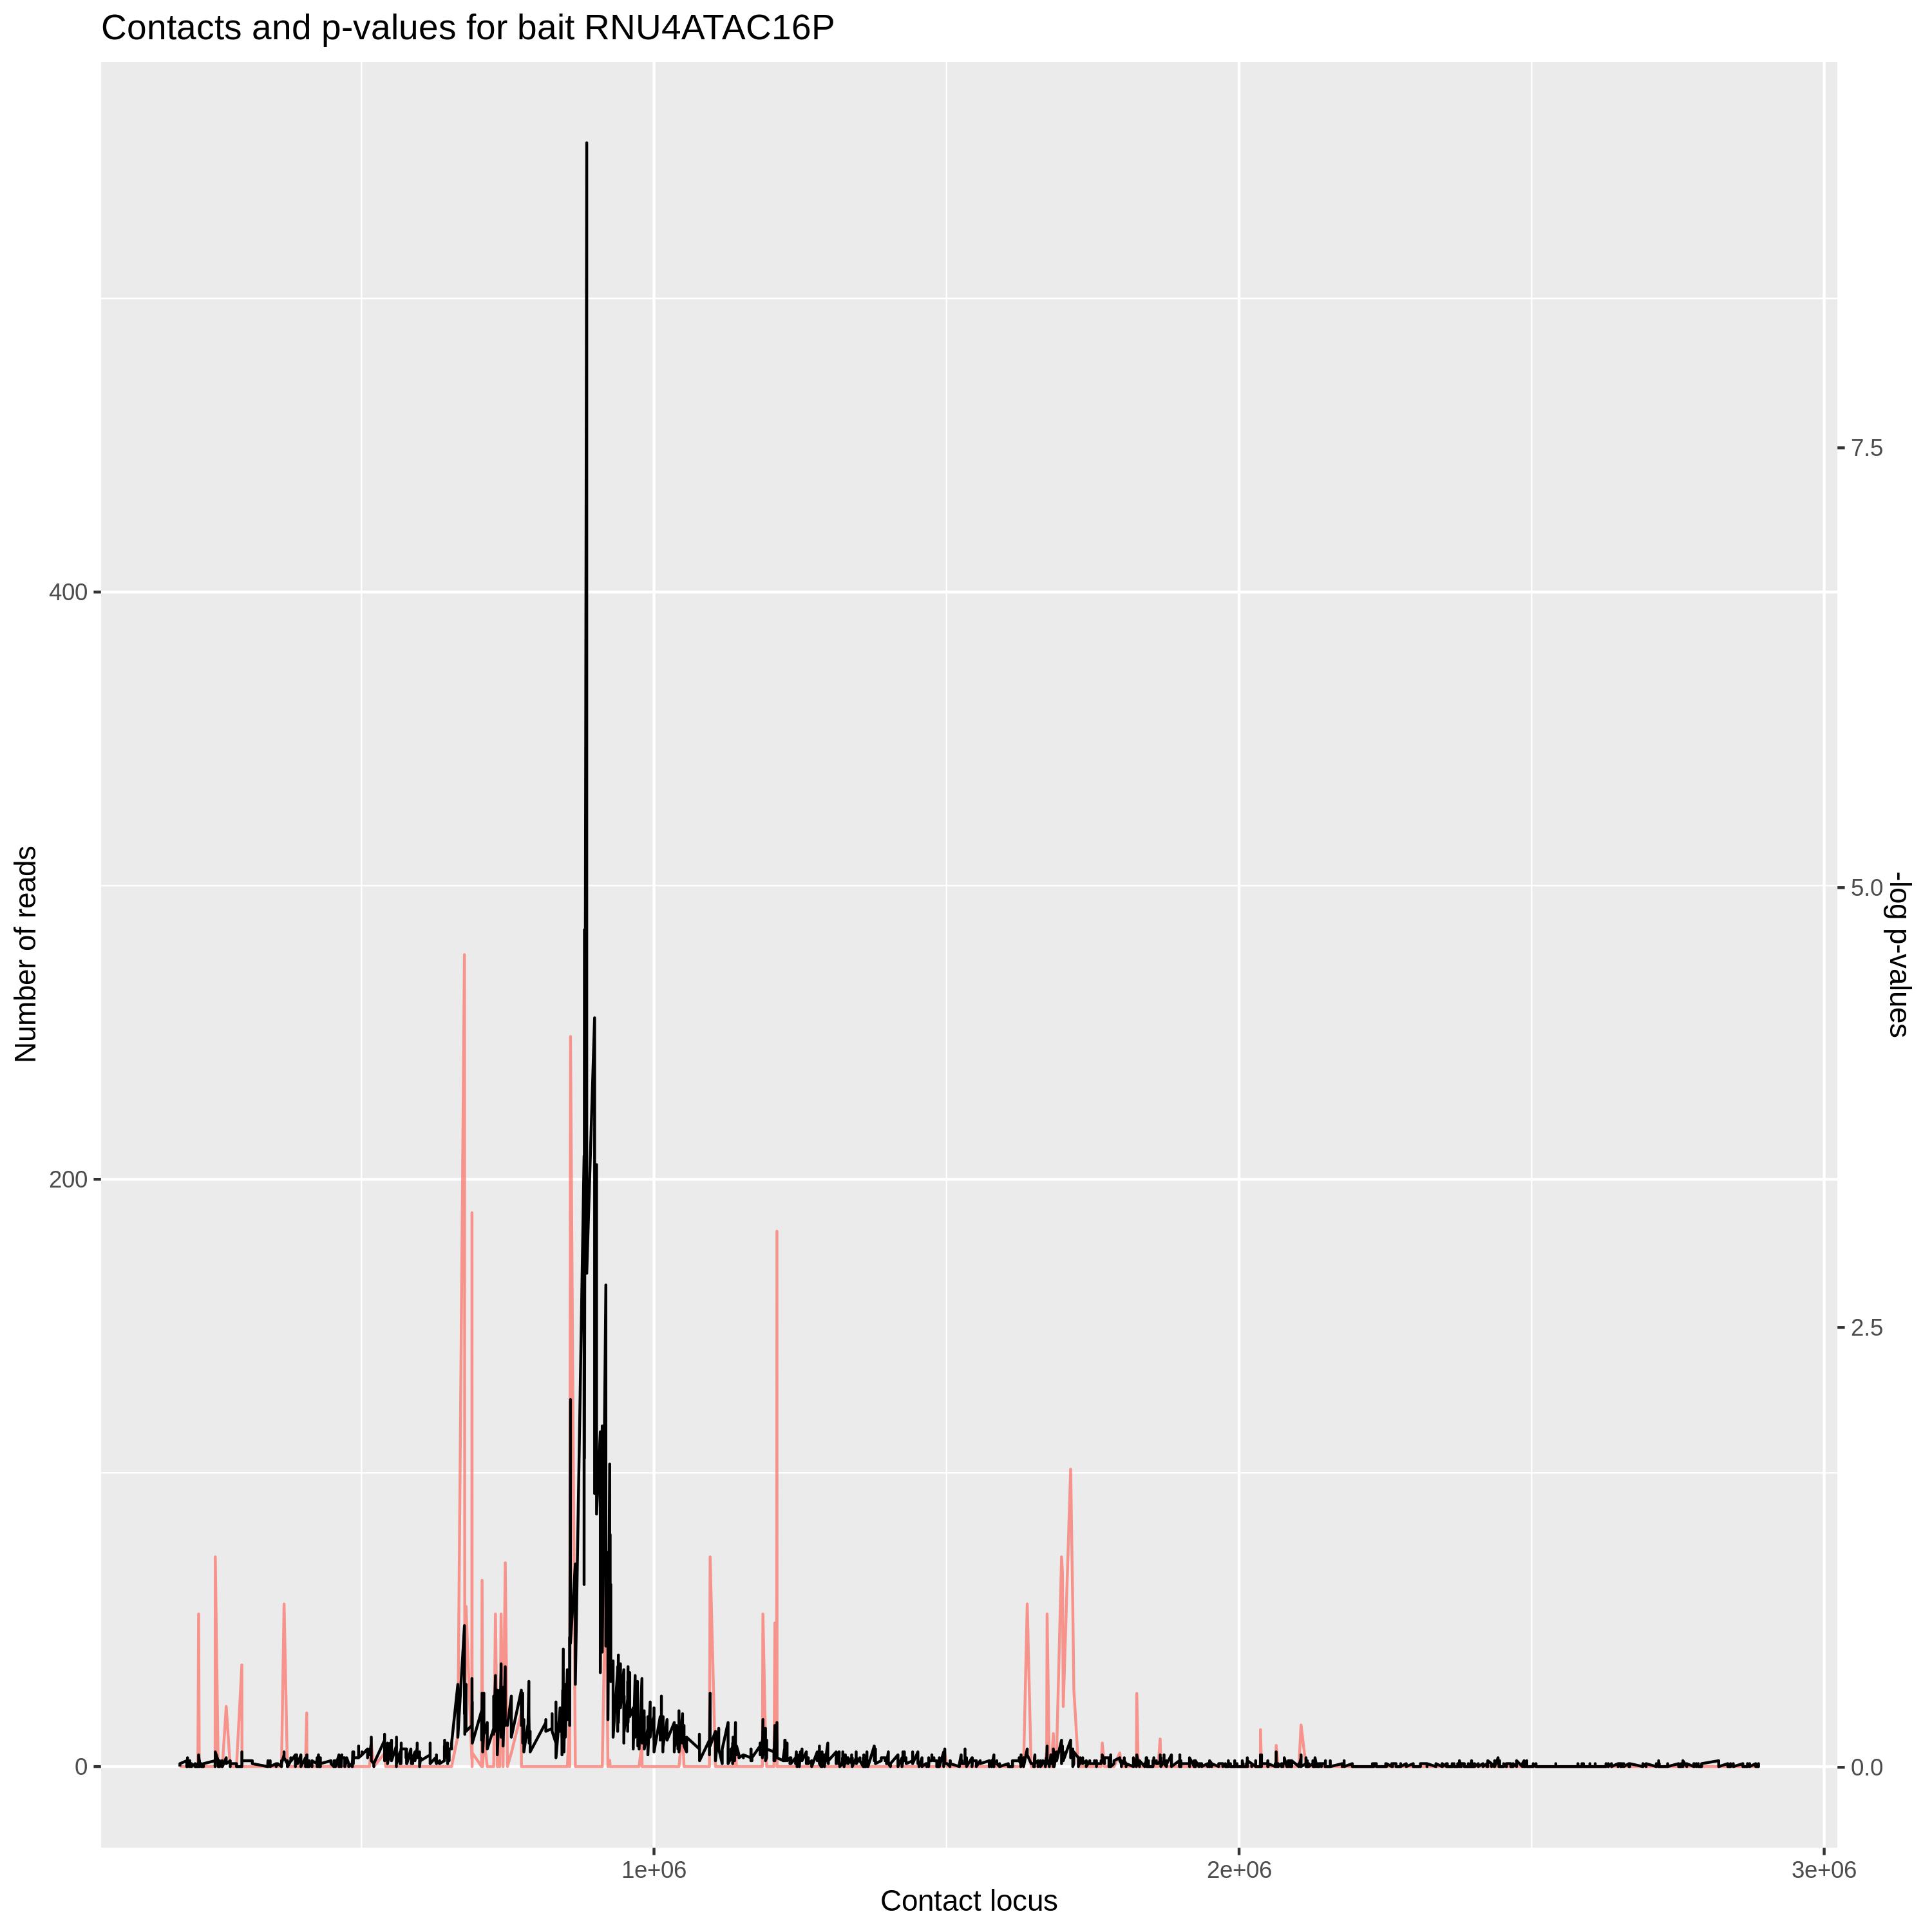 Contacts and p-values for bait RNU4ATAC16P
Number of reads
400
200
0
7.5
5.0
2.5
0.0
-log p-values
1e+06
2e+06
3e+06
Contact locus